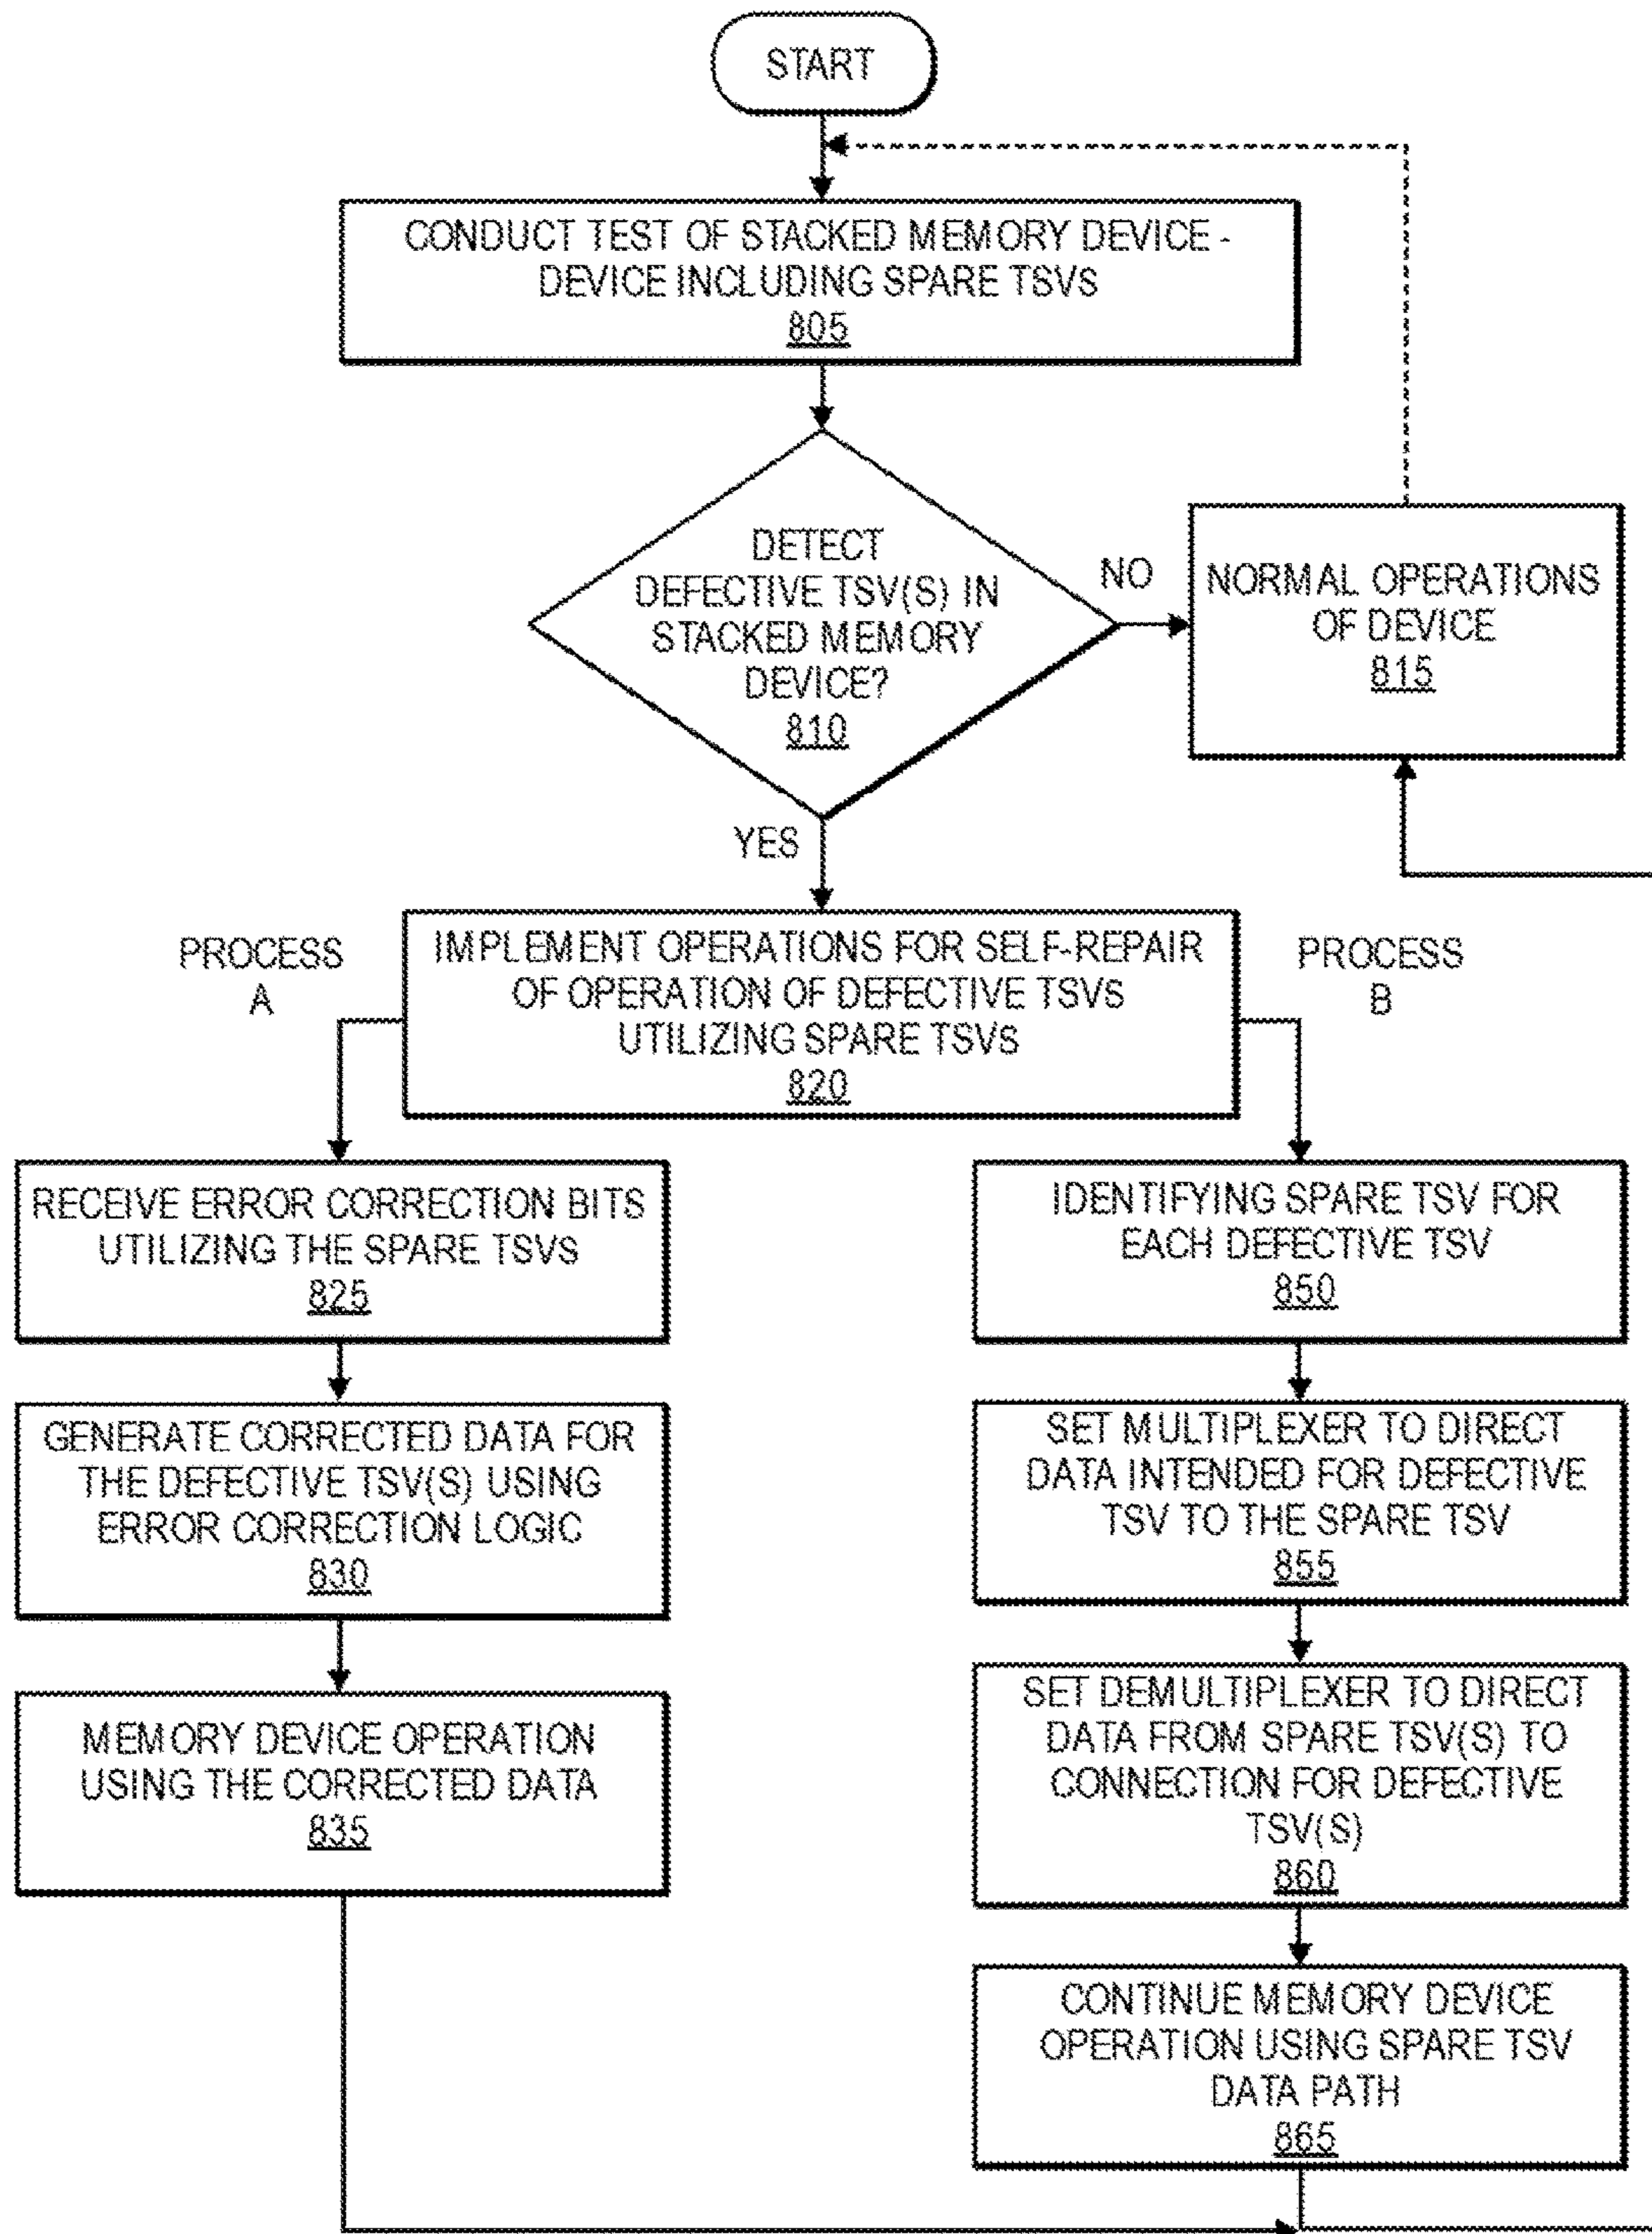 START
CONDUCT TEST OF STACKED MEMORY DEVICE -
DEVICE INCLUDING SPARE TSVS
805
DETECT
DEFECTIVE TSV(S) IN
STACKED MEMORY
DEVICE?
810
NO
NORMAL OPERATIONS
OF DEVICE
815
YES
PROCESS
A
IMPLEMENT OPERATIONS FOR SELF-REPAIR
OF OPERATION OF DEFECTIVE TSVS
UTILIZING SPARE TSVS
820
PROCESS
B
RECEIVE ERROR CORRECTION BITS
UTILIZING THE SPARE TSVS
825
GENERATE CORRECTED DATA FOR
THE DEFECTIVE TSV(S) USING
ERROR CORRECTION LOGIC
830
MEMORY DEVICE OPERATION
USING THE CORRECTED DATA
835
IDENTIFYING SPARE TSV FOR
EACH DEFECTIVE TSV
850
SET MULTIPLEXER TO DIRECT
DATA INTENDED FOR DEFECTIVE
TSV TO THE SPARE TSV
855
SET DEMULTIPLEXER TO DIRECT
DATA FROM SPARE TSV(S) TO
CONNECTION FOR DEFECTIVE
TSV(S)
860
CONTINUE MEMORY DEVICE
OPERATION USING SPARE TSV
DATA PATH
865